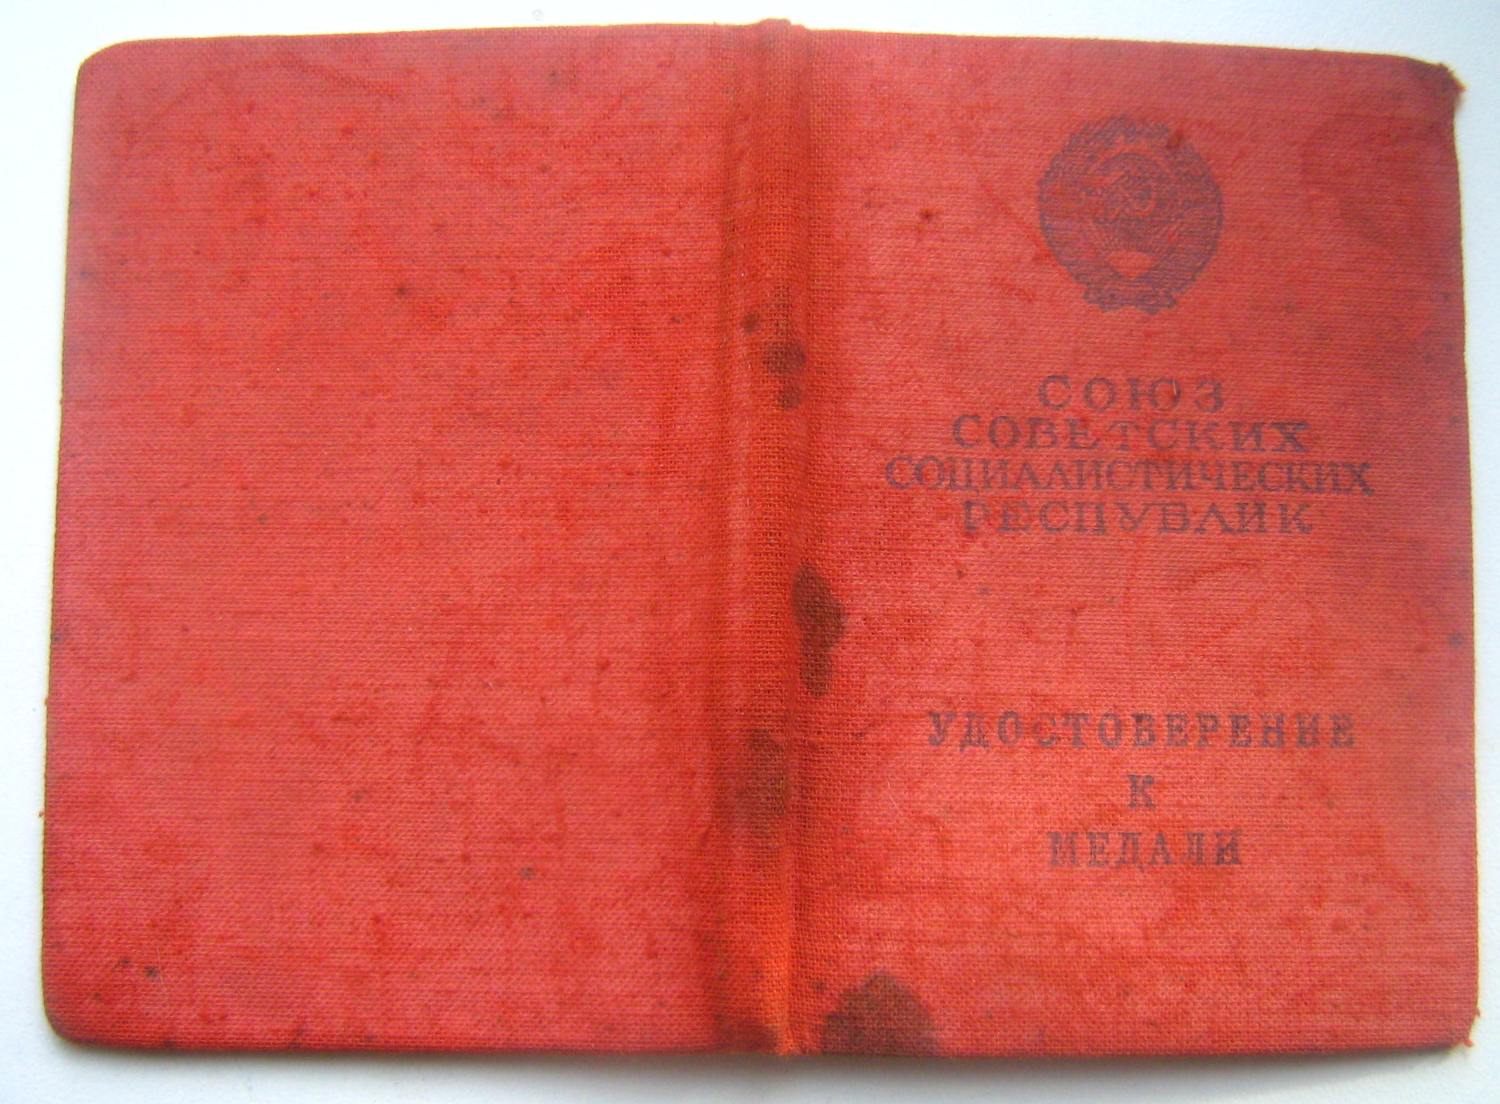 СОЮЗ
СОВЕТСКИХ
СОЦИАЛИСТИЧЕСКИХ
РЕСПУБЛИК
УДОСТОВЕРЕНИЕ
К
МЕДАЛИ